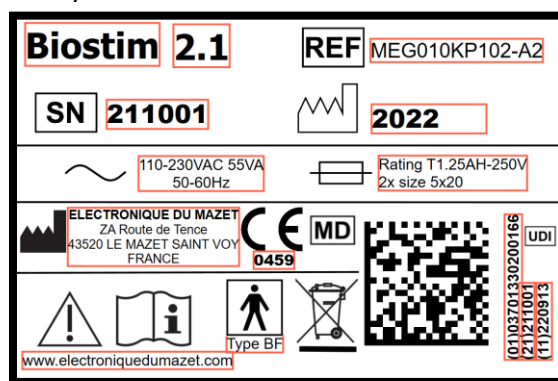 Biostim 2.1
REF MEG010KP102-A2
SN 211001
2022
110-230VAC 55VA
50-60Hz
Rating T1.25AH-250V
2x size 5x20
ELECTRONIQUE DU MAZET
ZA Route de Tence
43520 LE MAZET SAINT VOY
FRANCE
CE
0459
MD
UDI
(01)03701330200166
(21)211001
(11)220913
Type BF
www.electroniquedumazet.com